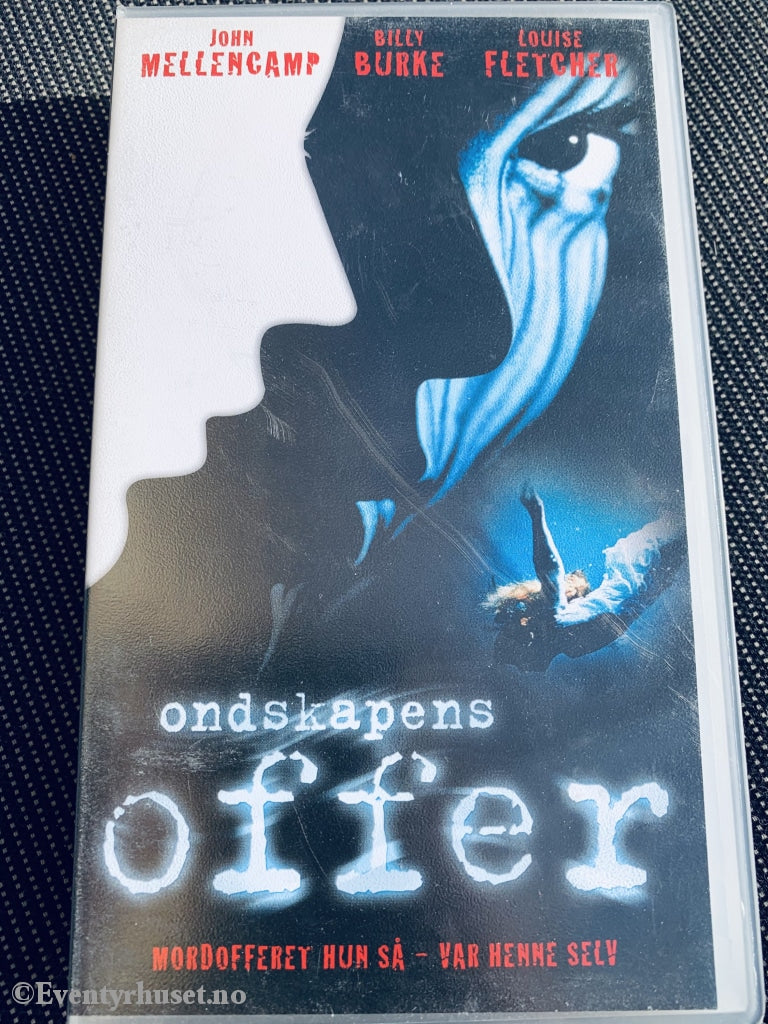 JOHN MELLENCAMP
BILLY BURKE
LOUISE FLETCHER
ondskapens
offer
MORDOFFERET HUN SÅ - VAR HENNE SELV
©Eventyrhuset.no